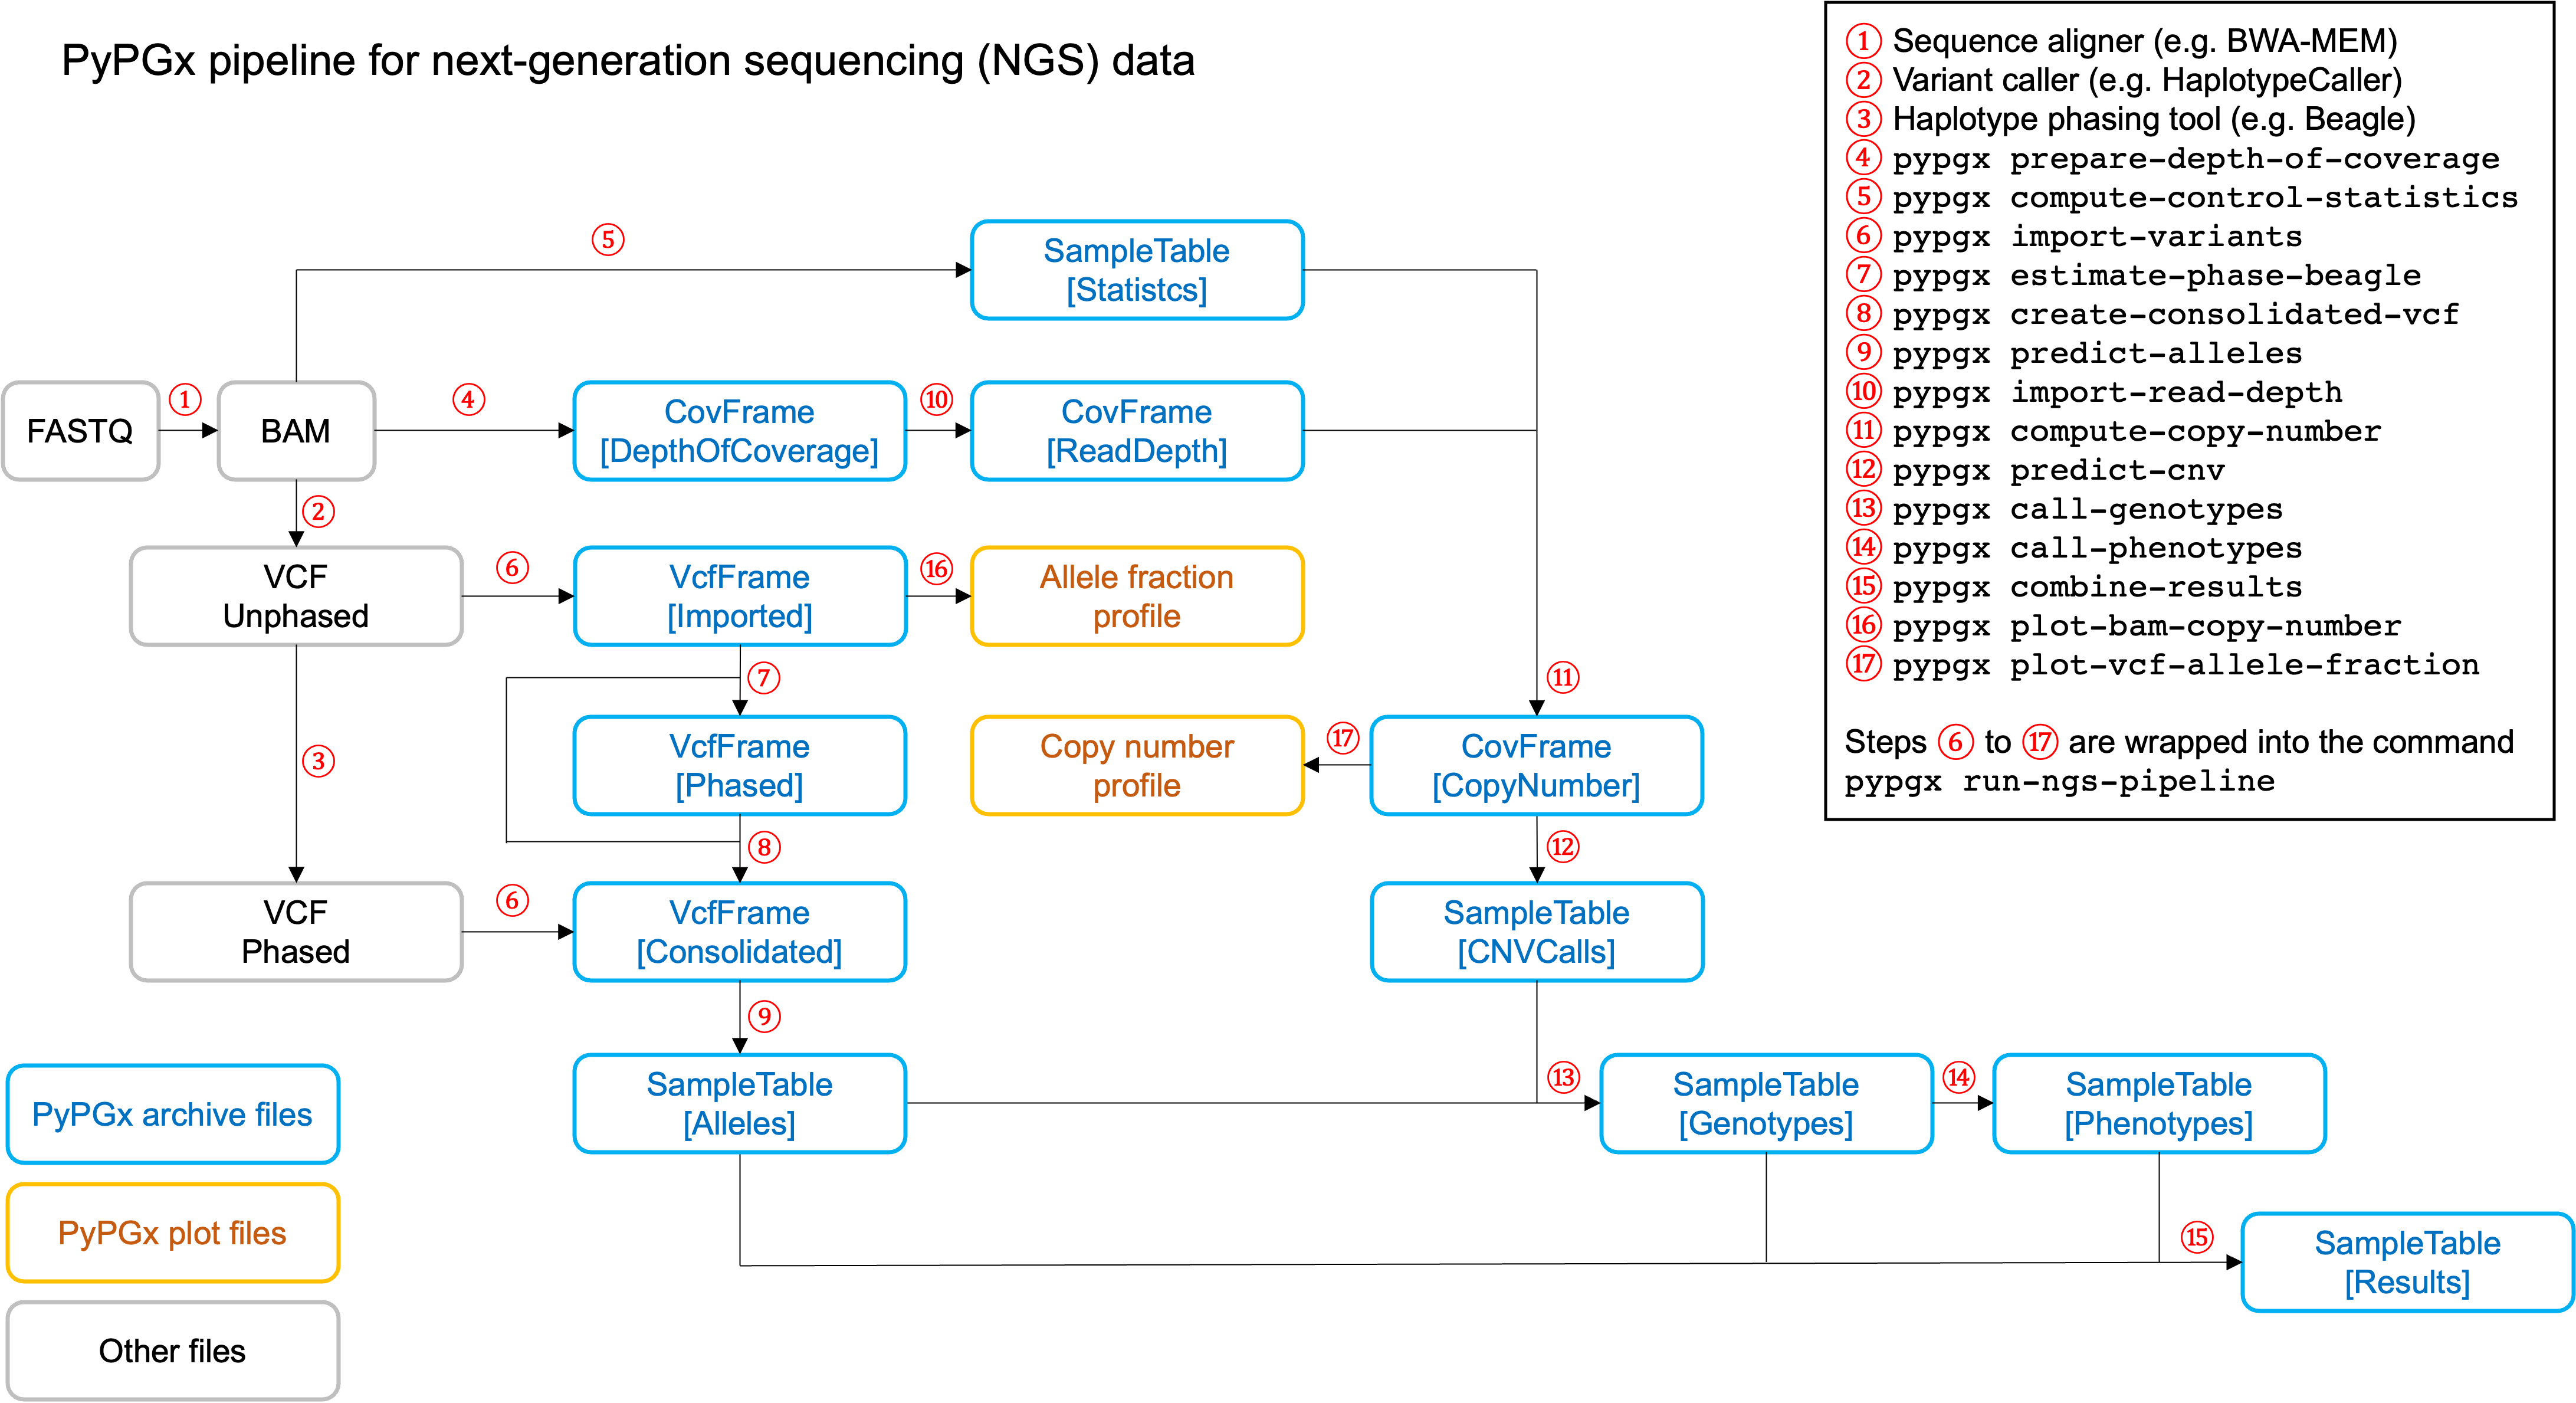 PyPGx pipeline for next-generation sequencing (NGS) data
① Sequence aligner (e.g. BWA-MEM)
② Variant caller (e.g. HaplotypeCaller)
③ Haplotype phasing tool (e.g. Beagle)
④ pypgx prepare-depth-of-coverage
⑤ pypgx compute-control-statistics
⑥ pypgx import-variants
⑦ pypgx estimate-phase-beagle
⑧ pypgx create-consolidated-vcf
⑨ pypgx predict-alleles
⑩ pypgx import-read-depth
⑪ pypgx compute-copy-number
⑫ pypgx predict-cnv
⑬ pypgx call-genotypes
⑭ pypgx call-phenotypes
⑮ pypgx combine-results
⑯ pypgx plot-bam-copy-number
⑰ pypgx plot-vcf-allele-fraction
Steps ⑥ to ⑰ are wrapped into the command
pypgx run-ngs-pipeline
⑤
SampleTable
[Statistcs]
FASTQ
①
BAM
④
CovFrame
[DepthOfCoverage]
⑩
CovFrame
[ReadDepth]
②
VCF
Unphased
⑥
VcfFrame
[Imported]
⑯
Allele fraction
profile
⑦
⑪
③
VcfFrame
[Phased]
Copy number
profile
⑰
CovFrame
[CopyNumber]
⑧
⑫
VCF
Phased
⑥
VcfFrame
[Consolidated]
SampleTable
[CNVCalls]
⑨
SampleTable
[Alleles]
⑬
SampleTable
[Genotypes]
⑭
SampleTable
[Phenotypes]
⑮
SampleTable
[Results]
PyPGx archive files
PyPGx plot files
Other files